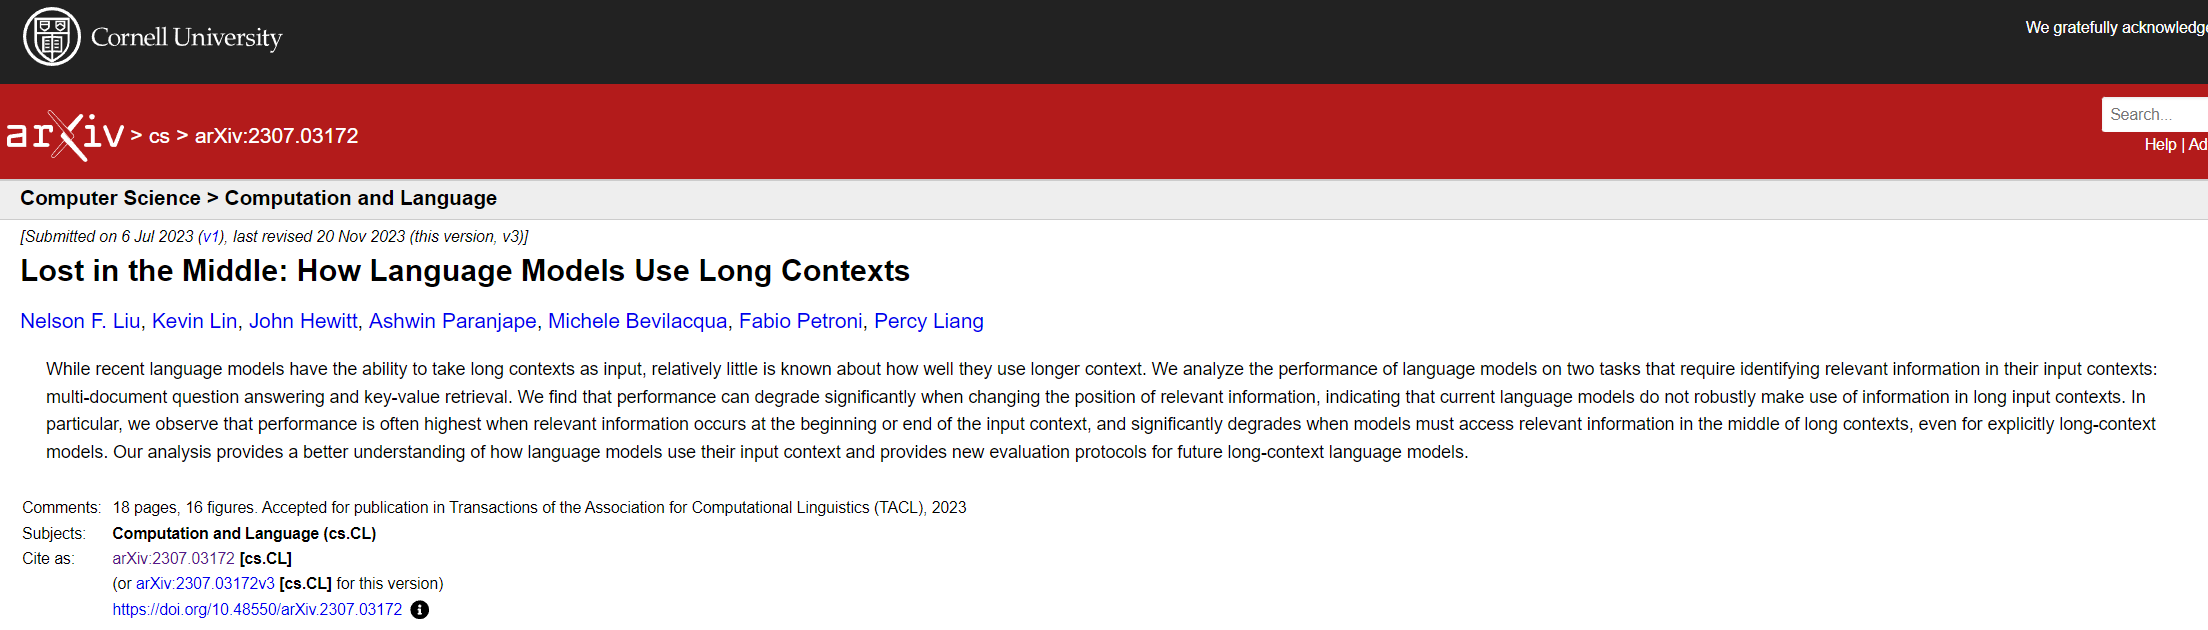 Cornell University
We gratefully acknowledge
arXiv > cs > arXiv:2307.03172
Search...
Help | Ad
Computer Science > Computation and Language
[Submitted on 6 Jul 2023 (v1), last revised 20 Nov 2023 (this version, v3)]
Lost in the Middle: How Language Models Use Long Contexts
Nelson F. Liu, Kevin Lin, John Hewitt, Ashwin Paranjape, Michele Bevilacqua, Fabio Petroni, Percy Liang
While recent language models have the ability to take long contexts as input, relatively little is known about how well they use longer context. We analyze the performance of language models on two tasks that require identifying relevant information in their input contexts:
multi-document question answering and key-value retrieval. We find that performance can degrade significantly when changing the position of relevant information, indicating that current language models do not robustly make use of information in long input contexts. In
particular, we observe that performance is often highest when relevant information occurs at the beginning or end of the input context, and significantly degrades when models must access relevant information in the middle of long contexts, even for explicitly long-context
models. Our analysis provides a better understanding of how language models use their input context and provides new evaluation protocols for future long-context language models.
Comments: 18 pages, 16 figures. Accepted for publication in Transactions of the Association for Computational Linguistics (TACL), 2023
Subjects: Computation and Language (cs.CL)
Cite as: arXiv:2307.03172 [cs.CL]
(or arXiv:2307.03172v3 [cs.CL] for this version)
https://doi.org/10.48550/arXiv.2307.03172